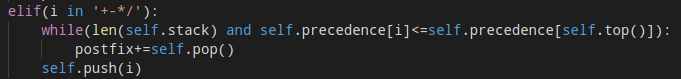 elif(i in '+-*/'):
    while(len(self.stack) and self.precedence[i]<=self.precedence[self.top()]):
        postfix+=self.pop()
    self.push(i)